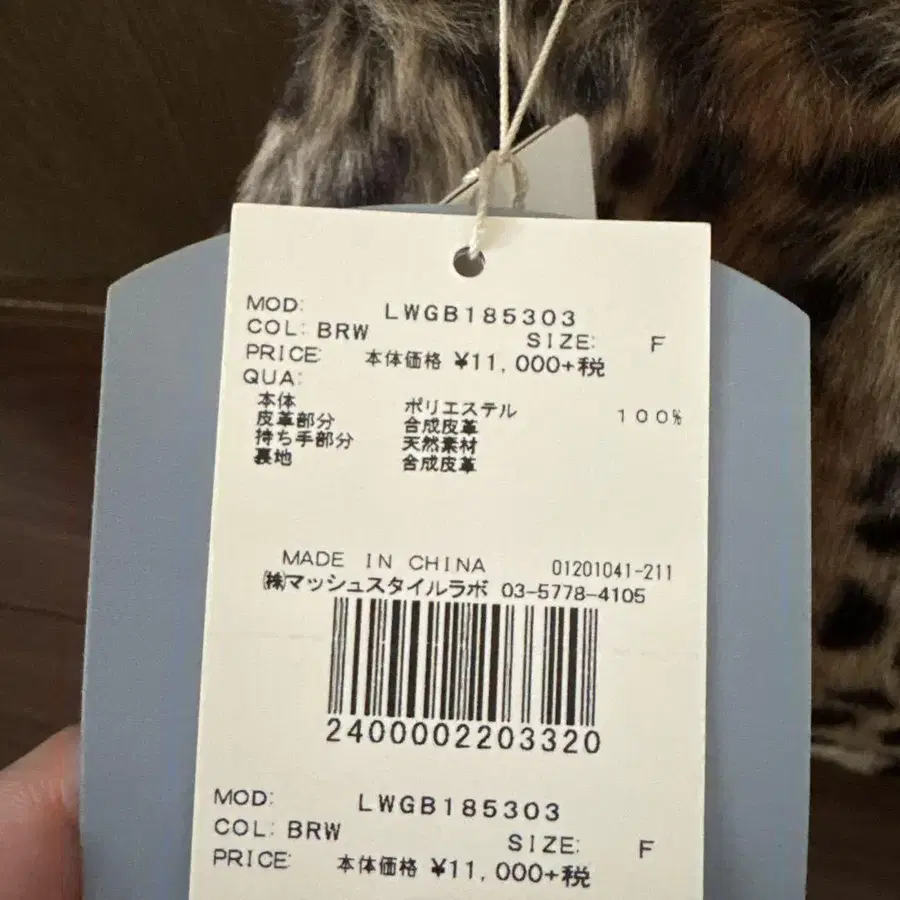 MOD: LWGB185303
COL: BRW SIZE: F
PRICE: 本体価格 ¥11,000+税
QUA:
本体 ポリエステル 100%
皮革部分 合成皮革
持ち手部分 天然素材
裏地 合成皮革
MADE IN CHINA 01201041-211
㈱マッシュスタイルラボ 03-5778-4105
2400002203320
MOD: LWGB185303
COL: BRW SIZE: F
PRICE: 本体価格 ¥11,000+税